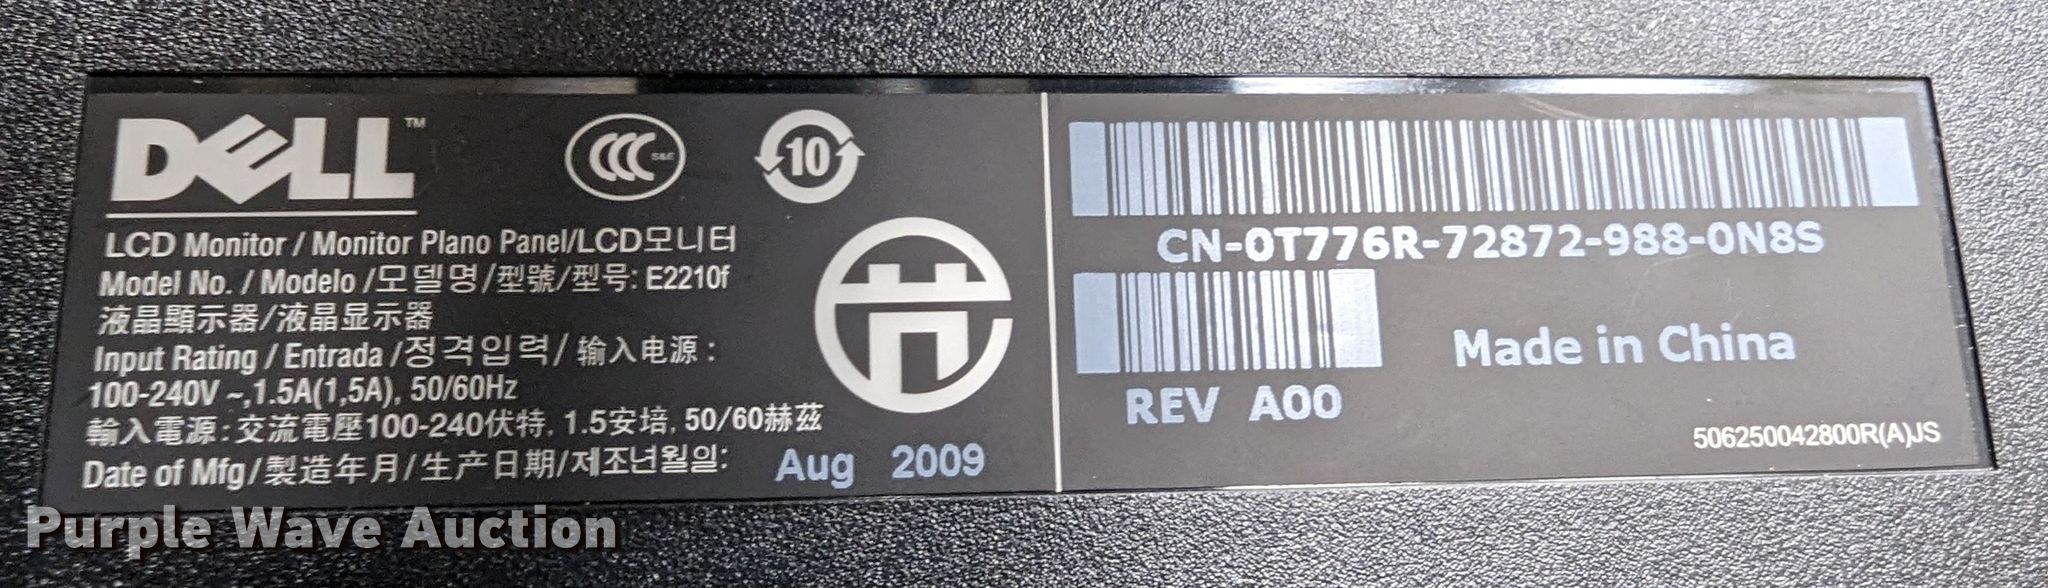 DELL™
CCC S&E
10
LCD Monitor / Monitor Plano Panel/LCD모니터
Model No. / Modelo /모델명/型號/型号: E2210f
液晶顯示器/液晶显示器
Input Rating / Entrada /정격입력/ 输入电源 :
100-240V ~,1.5A(1,5A), 50/60Hz
輸入電源:交流電壓100-240伏特, 1.5安培, 50/60赫茲
Date of Mfg/製造年月/生产日期/제조년월일: Aug 2009
CN-0T776R-72872-988-0N8S
REV A00
Made in China
506250042800R(A)JS
Purple Wave Auction